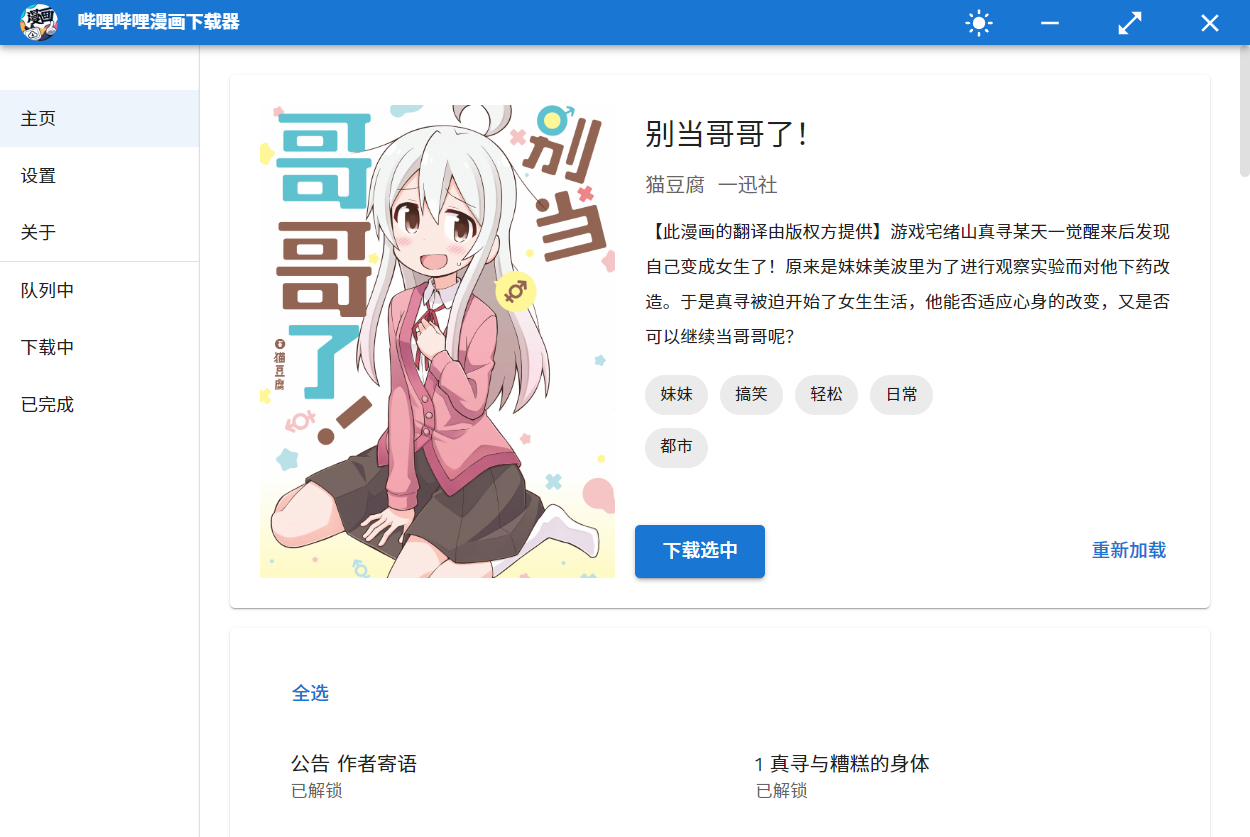 哔哩哔哩漫画下载器
主页
设置
关于
队列中
下载中
已完成
别当
哥哥了！
猫豆腐
别当哥哥了！
猫豆腐 一迅社
【此漫画的翻译由版权方提供】游戏宅绪山真寻某天一觉醒来后发现
自己变成女生了！原来是妹妹美波里为了进行观察实验而对他下药改
造。于是真寻被迫开始了女生生活，他能否适应心身的改变，又是否
可以继续当哥哥呢？
妹妹 搞笑 轻松 日常
都市
下载选中 重新加载
全选
公告 作者寄语
已解锁
1 真寻与糟糕的身体
已解锁